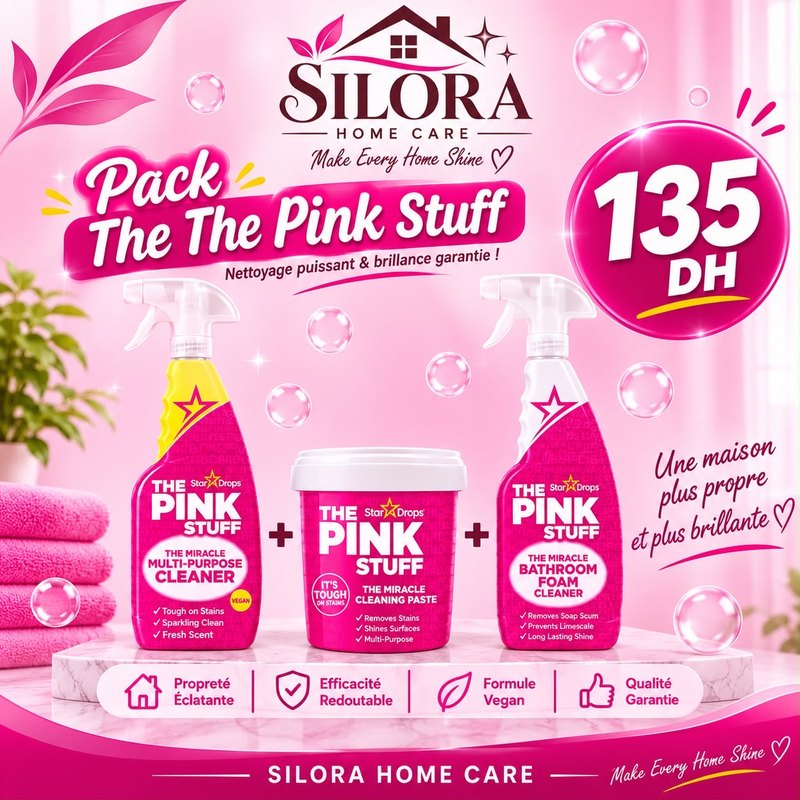 SILORA
HOME CARE
Make Every Home Shine
Pack
The The Pink Stuff
Nettoyage puissant & brillance garantie !
135
DH
Star Drops
THE
PINK
STUFF
THE MIRACLE
MULTI-PURPOSE
CLEANER
VEGAN
✓ Tough on Stains
✓ Sparkling Clean
✓ Fresh Scent
+
Star Drops
THE
PINK
STUFF
IT'S
TOUGH
ON STAINS
THE MIRACLE
CLEANING PASTE
✓ Removes Stains
✓ Shines Surfaces
✓ Multi-Purpose
+
Star Drops
THE
PINK
STUFF
THE MIRACLE
BATHROOM
FOAM
CLEANER
✓ Removes Soap Scum
✓ Prevents Limescale
✓ Long Lasting Shine
Une maison
plus propre
et plus brillante
Propreté
Éclatante
Efficacité
Redoutable
Formule
Vegan
Qualité
Garantie
SILORA HOME CARE
Make Every Home Shine